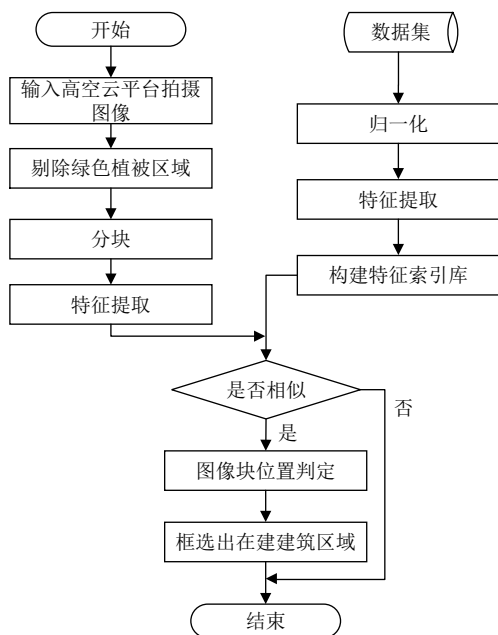 开始
输入高空云平台拍摄
图像
剔除绿色植被区域
分块
特征提取
数据集
归一化
特征提取
构建特征索引库
是否相似
否
是
图像块位置判定
框选出在建建筑区域
结束